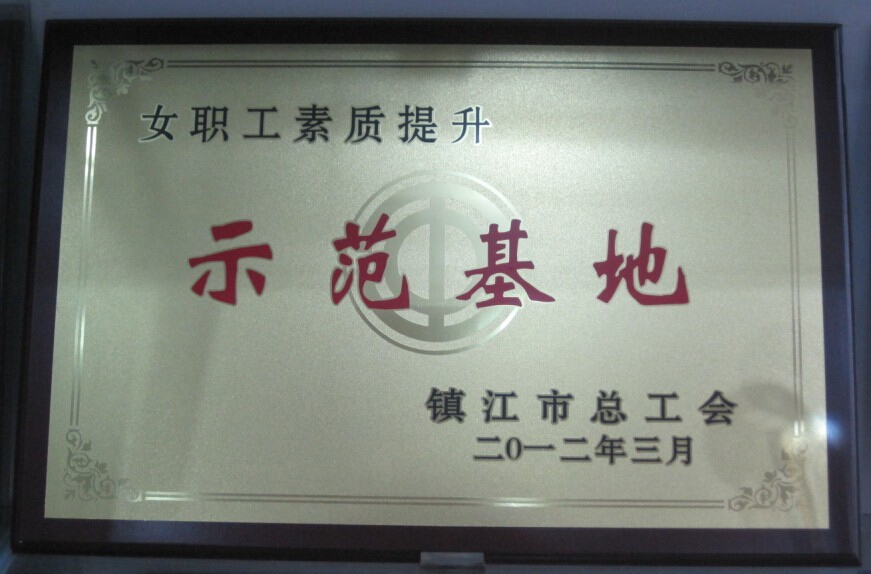 女职工素质提升
示范基地
镇江市总工会
二0一二年三月